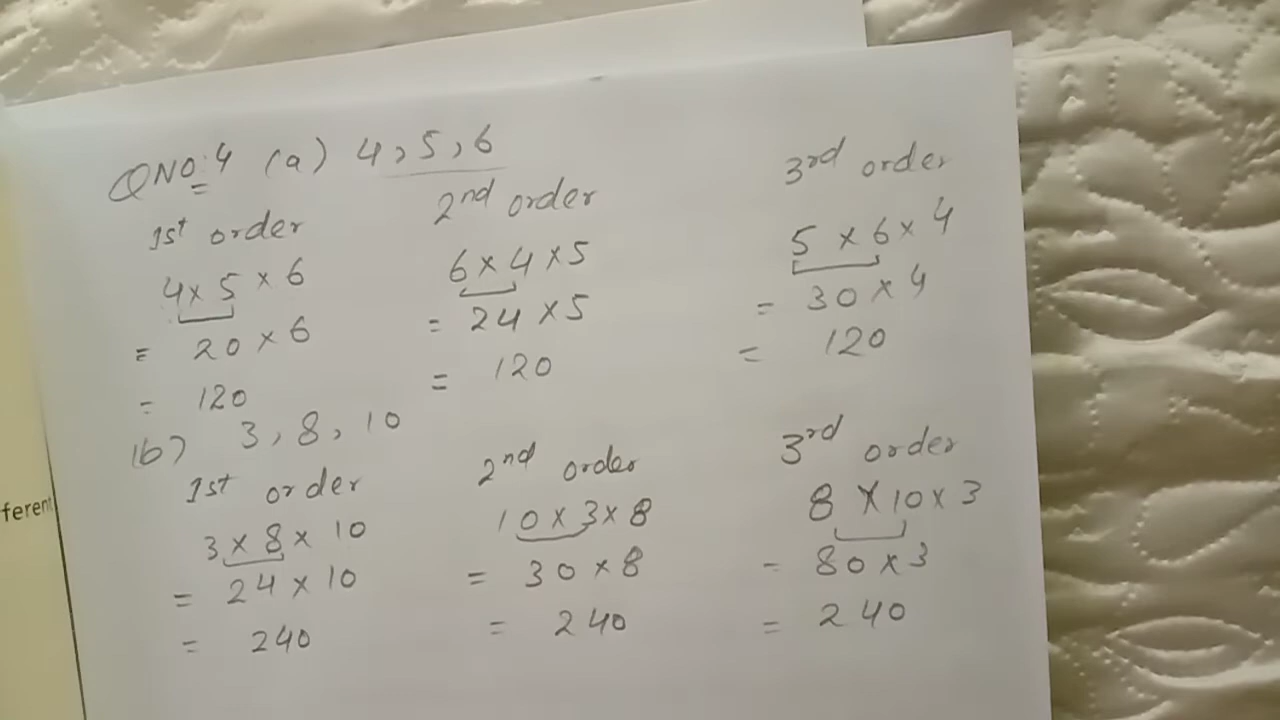 QNO:4 (a) 4, 5, 6
1st order
4 × 5 × 6
= 20 × 6
= 120
2nd order
6 × 4 × 5
= 24 × 5
= 120
3rd order
5 × 6 × 4
= 30 × 4
= 120
(b) 3, 8, 10
1st order
3 × 8 × 10
= 24 × 10
= 240
2nd order
10 × 3 × 8
= 30 × 8
= 240
3rd order
8 × 10 × 3
= 80 × 3
= 240
ferent